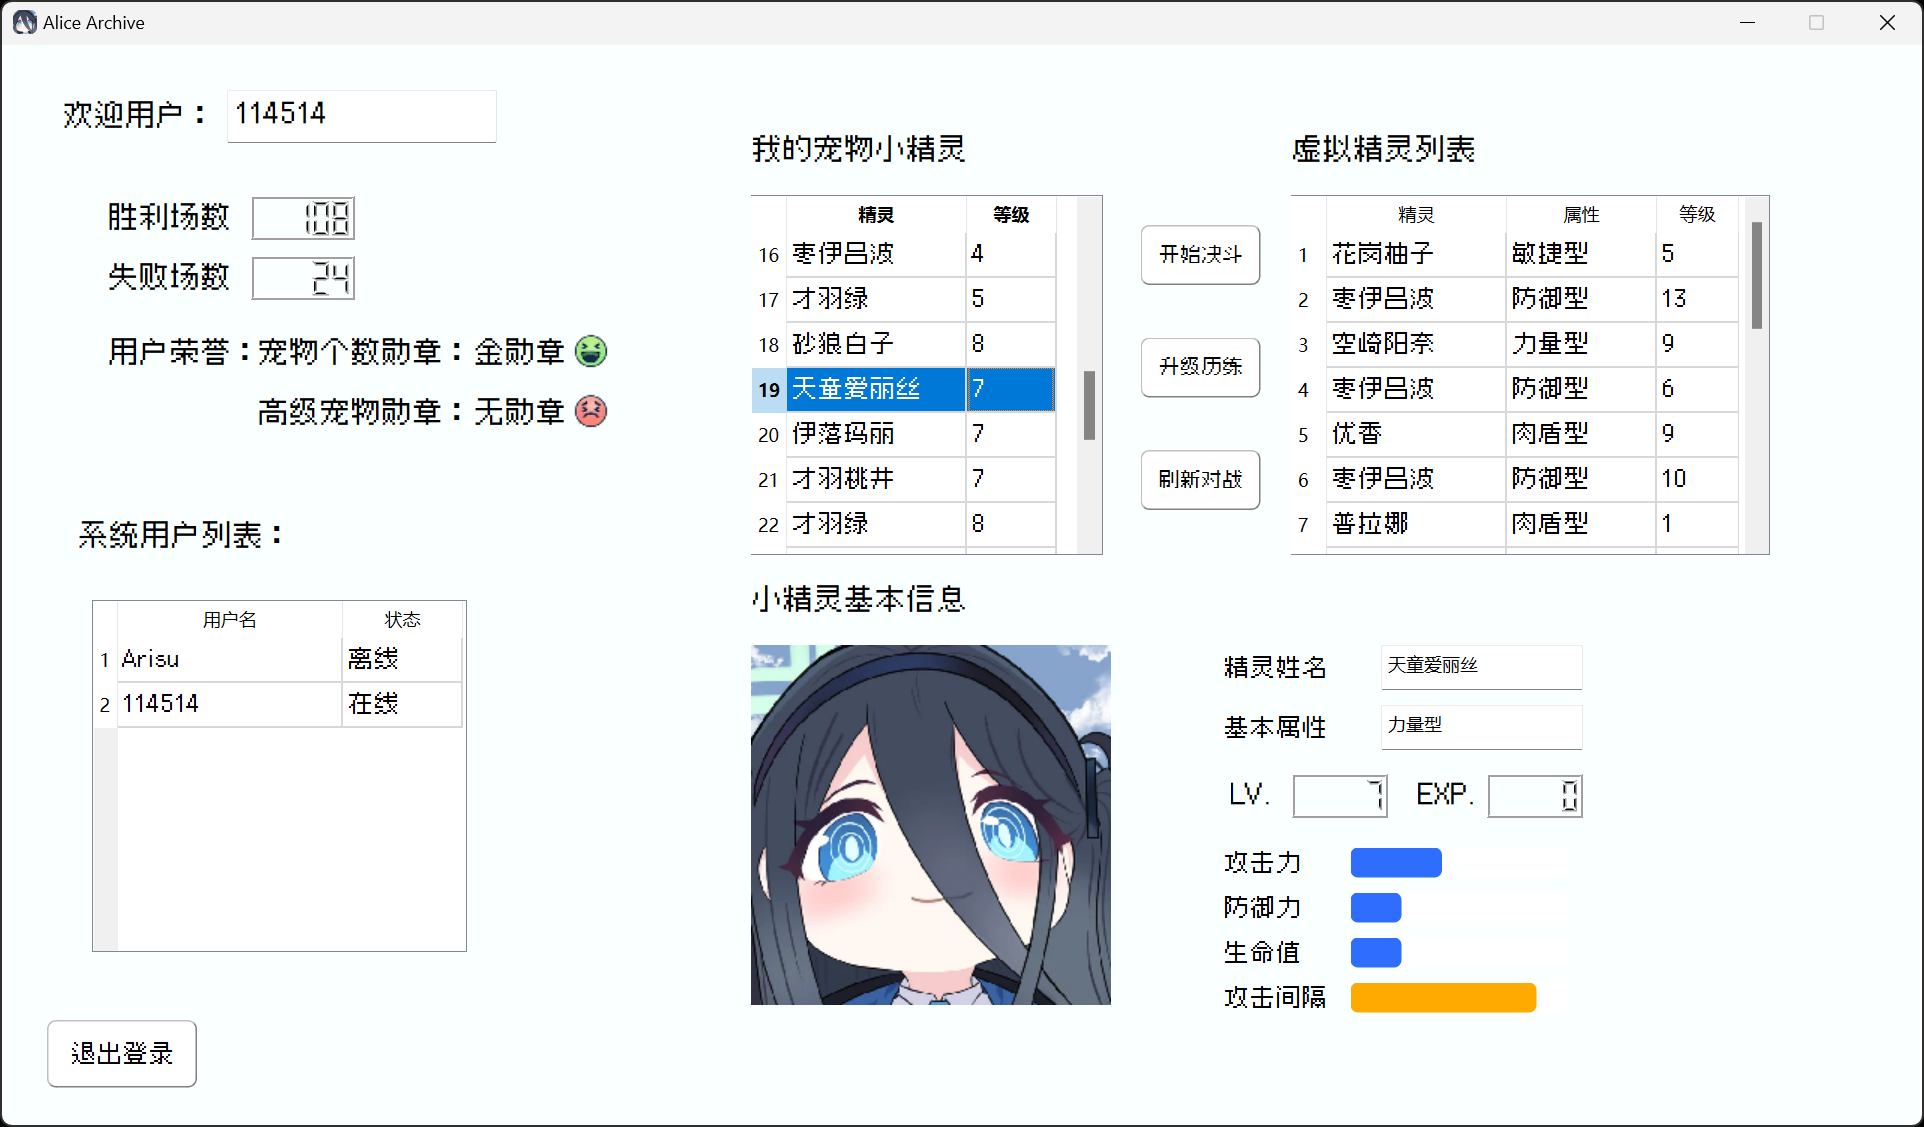 Alice Archive
欢迎用户： 114514
胜利场数 108
失败场数 24
用户荣誉：宠物个数勋章：金勋章
高级宠物勋章：无勋章
系统用户列表：
用户名 状态
1 Arisu 离线
2 114514 在线
退出登录
我的宠物小精灵
精灵 等级
16 枣伊吕波 4
17 才羽绿 5
18 砂狼白子 8
19 天童爱丽丝 7
20 伊落玛丽 7
21 才羽桃井 7
22 才羽绿 8
开始决斗
升级历练
刷新对战
虚拟精灵列表
精灵 属性 等级
1 花岗柚子 敏捷型 5
2 枣伊吕波 防御型 13
3 空崎阳奈 力量型 9
4 枣伊吕波 防御型 6
5 优香 肉盾型 9
6 枣伊吕波 防御型 10
7 普拉娜 肉盾型 1
小精灵基本信息
精灵姓名 天童爱丽丝
基本属性 力量型
LV. 7 EXP. 0
攻击力
防御力
生命值
攻击间隔